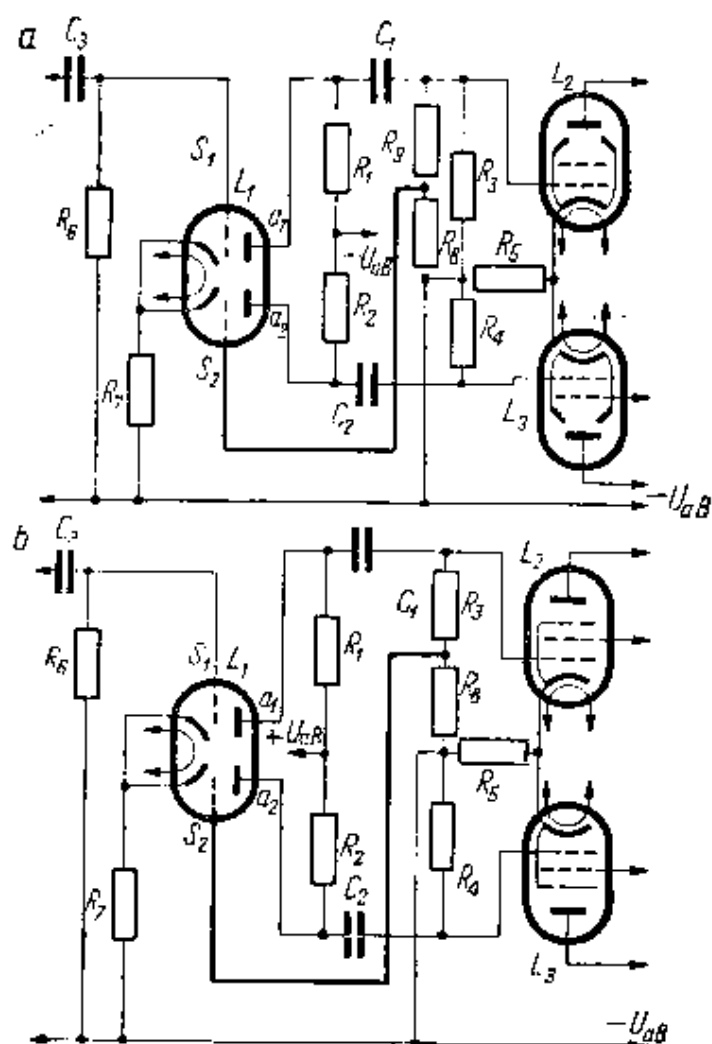 a
C₃
C₁
L₂
S₁
L₁
a₁
R₁
R₉
R₃
R₆
-UₐB
R₈
R₅
R₂
a₂
R₄
S₂
R₇
C₂
L₃
-UₐB
b
L₂
C₁
R₃
R₆
S₁
L₁
R₁
a₁
R₈
+UₐB
a₂
R₅
S₂
R₂
R₄
C₂
R₇
L₃
-UₐB